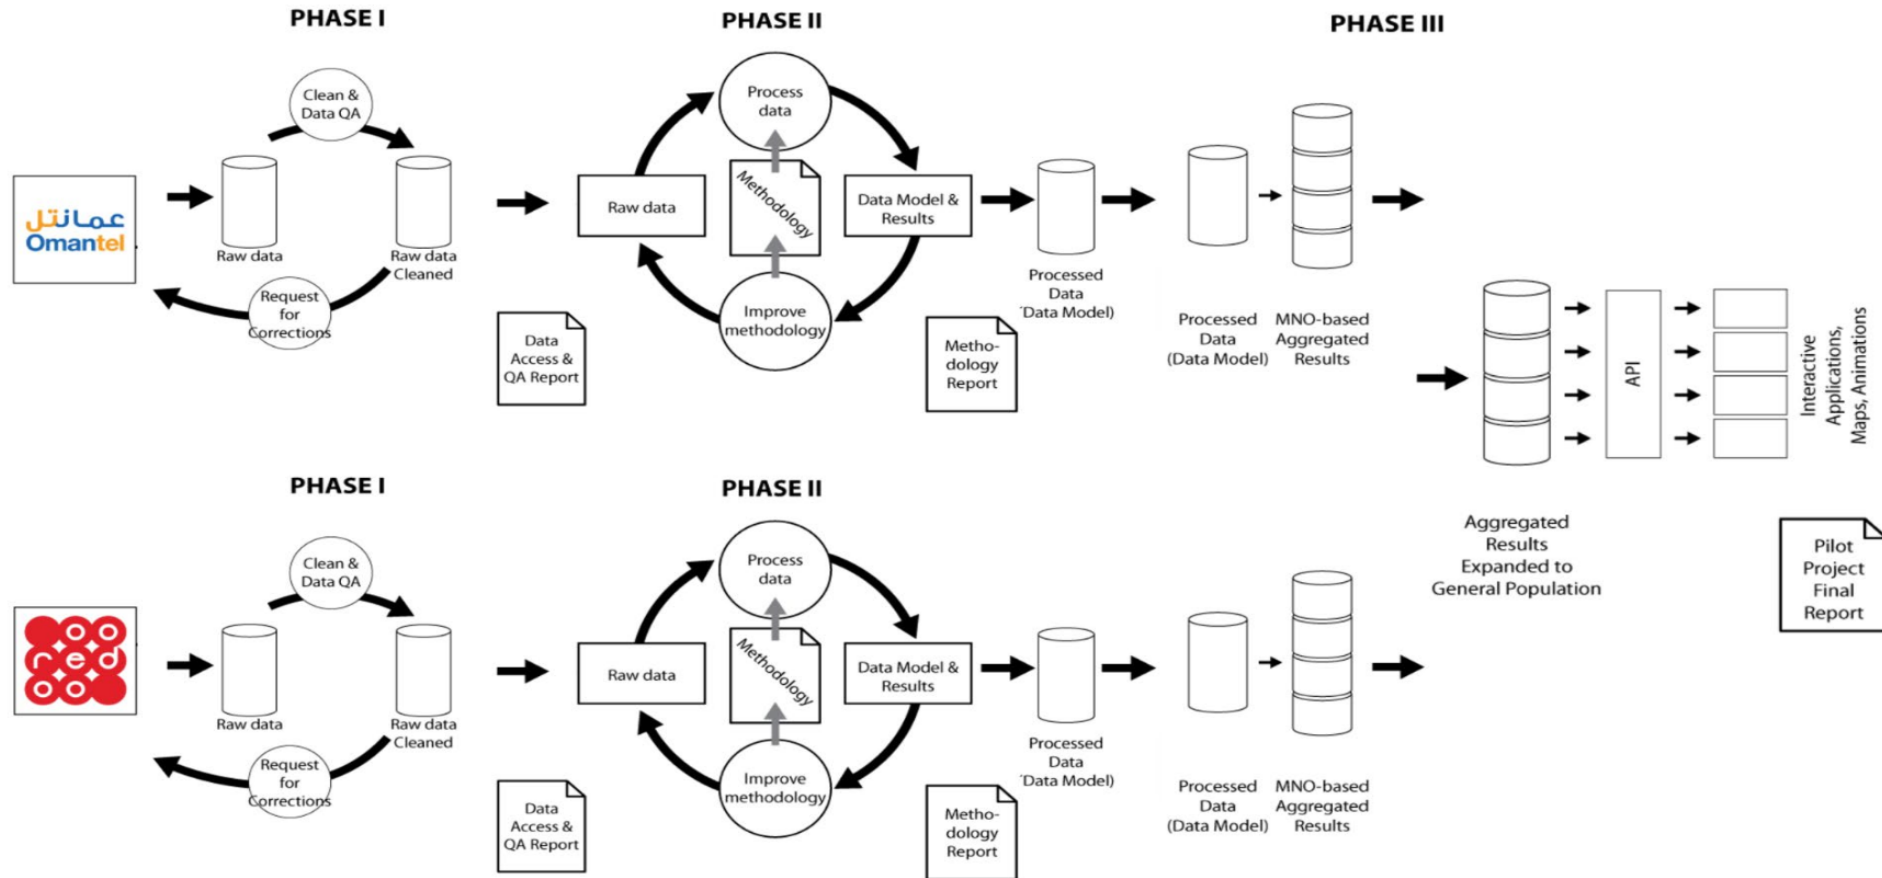 PHASE I
PHASE II
PHASE III
Clean &
Data QA
عمانتل
Omantel
Raw data
Raw data
Cleaned
Request
for
Corrections
Data
Access &
QA Report
Process
data
Raw data
Methodology
Data Model &
Results
Improve
methodology
Metho-
dology
Report
Processed
Data
(Data Model)
Processed
Data
(Data Model)
MNO-based
Aggregated
Results
API
Interactive
Applications,
Maps, Animations
Aggregated
Results
Expanded to
General Population
Pilot
Project
Final
Report
PHASE I
PHASE II
Clean &
Data QA
ooredoo
Raw data
Raw data
Cleaned
Request
for
Corrections
Data
Access &
QA Report
Process
data
Raw data
Methodology
Data Model &
Results
Improve
methodology
Metho-
dology
Report
Processed
Data
(Data Model)
Processed
Data
(Data Model)
MNO-based
Aggregated
Results